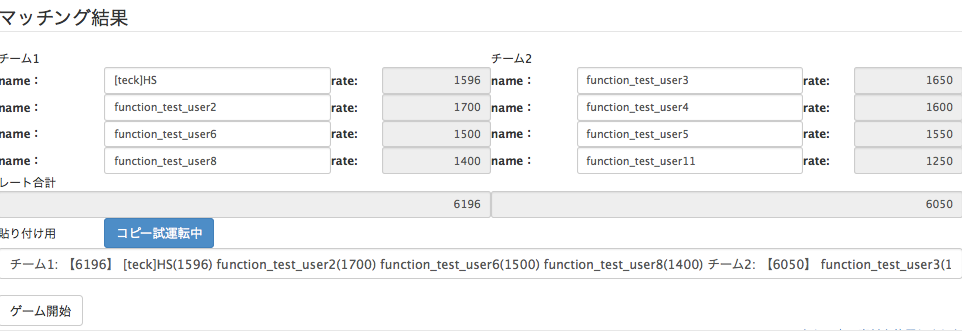 マッチング結果
チーム1 チーム2
name： [teck]HS rate: 1596 name： function_test_user3 rate: 1650
name： function_test_user2 rate: 1700 name： function_test_user4 rate: 1600
name： function_test_user6 rate: 1500 name： function_test_user5 rate: 1550
name： function_test_user8 rate: 1400 name： function_test_user11 rate: 1250
レート合計
6196 6050
貼り付け用 コピー試運転中
チーム1: 【6196】 [teck]HS(1596) function_test_user2(1700) function_test_user6(1500) function_test_user8(1400) チーム2: 【6050】 function_test_user3(1
ゲーム開始